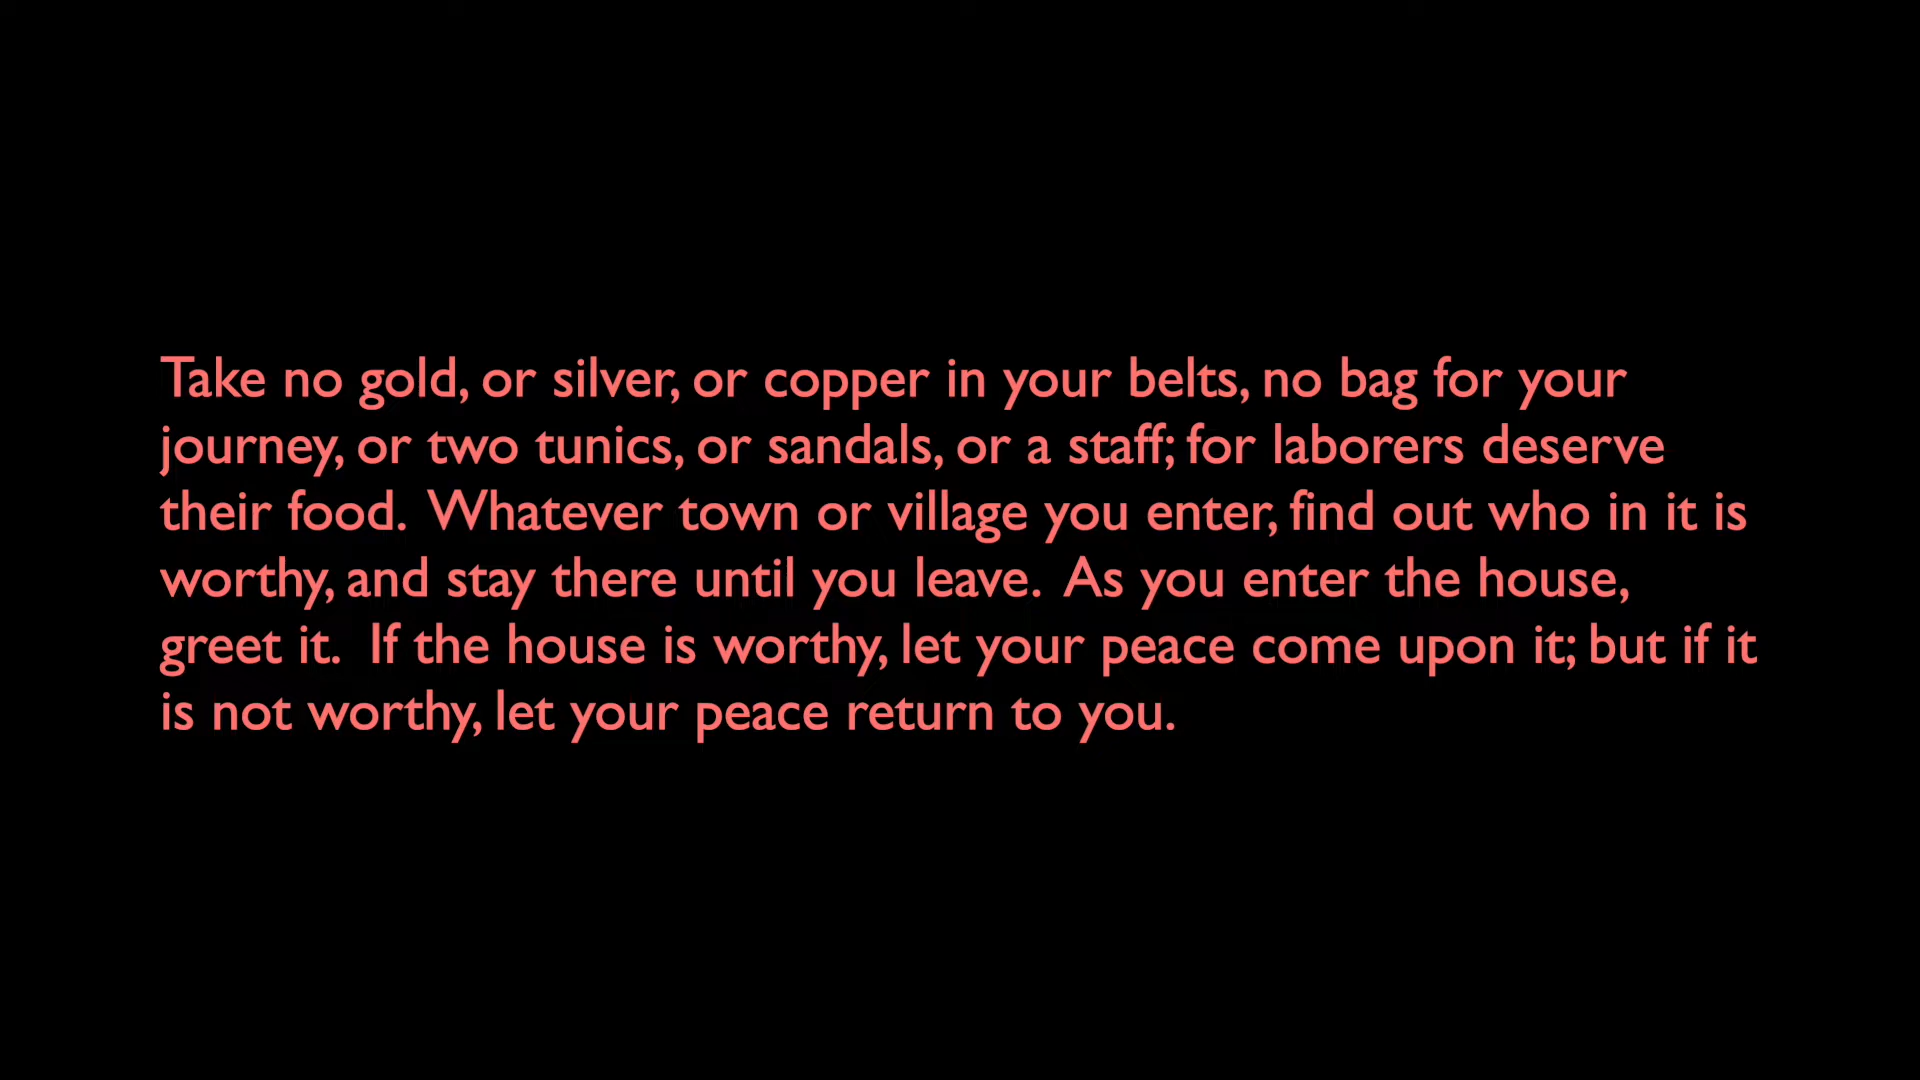 Take no gold, or silver, or copper in your belts, no bag for your
journey, or two tunics, or sandals, or a staff; for laborers deserve
their food.  Whatever town or village you enter, find out who in it is
worthy, and stay there until you leave.  As you enter the house,
greet it.  If the house is worthy, let your peace come upon it; but if it
is not worthy, let your peace return to you.